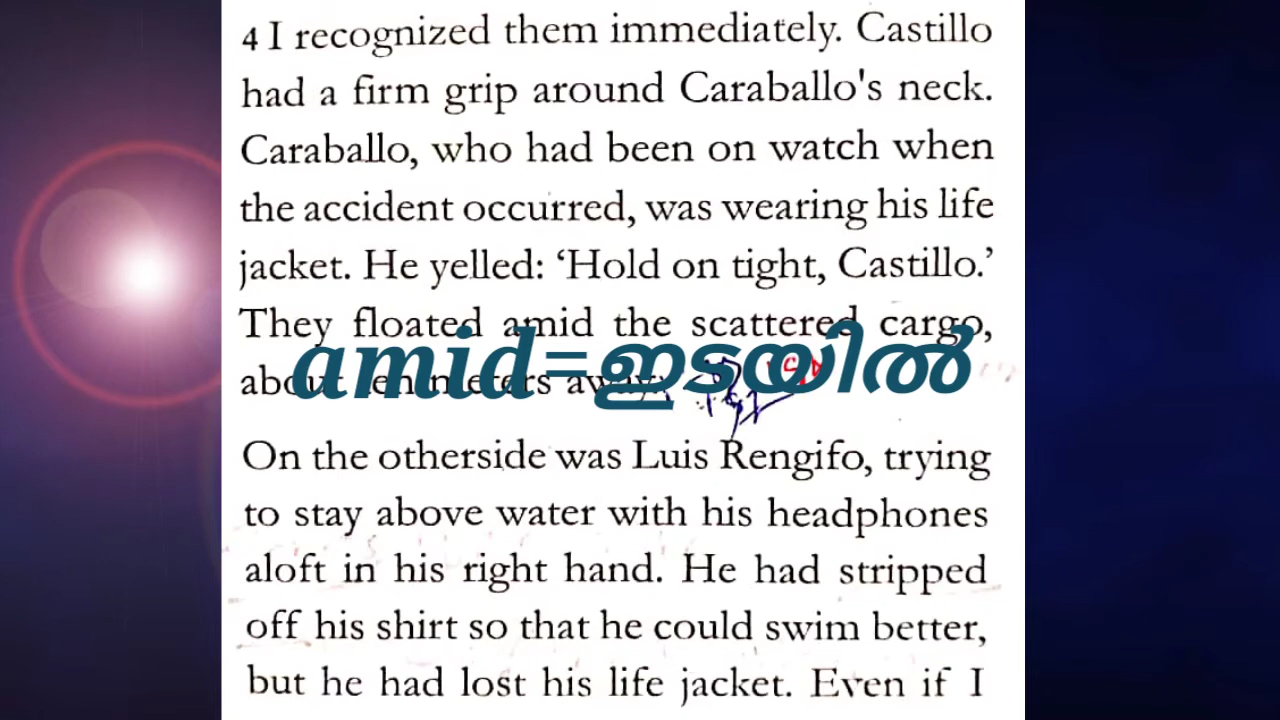 4 I recognized them immediately. Castillo
had a firm grip around Caraballo's neck.
Caraballo, who had been on watch when
the accident occurred, was wearing his life
jacket. He yelled: ‘Hold on tight, Castillo.’
They floated amid the scattered cargo,
amid=ഇടയിൽ
about ten meters away.
On the otherside was Luis Rengifo, trying
to stay above water with his headphones
aloft in his right hand. He had stripped
off his shirt so that he could swim better,
but he had lost his life jacket. Even if I